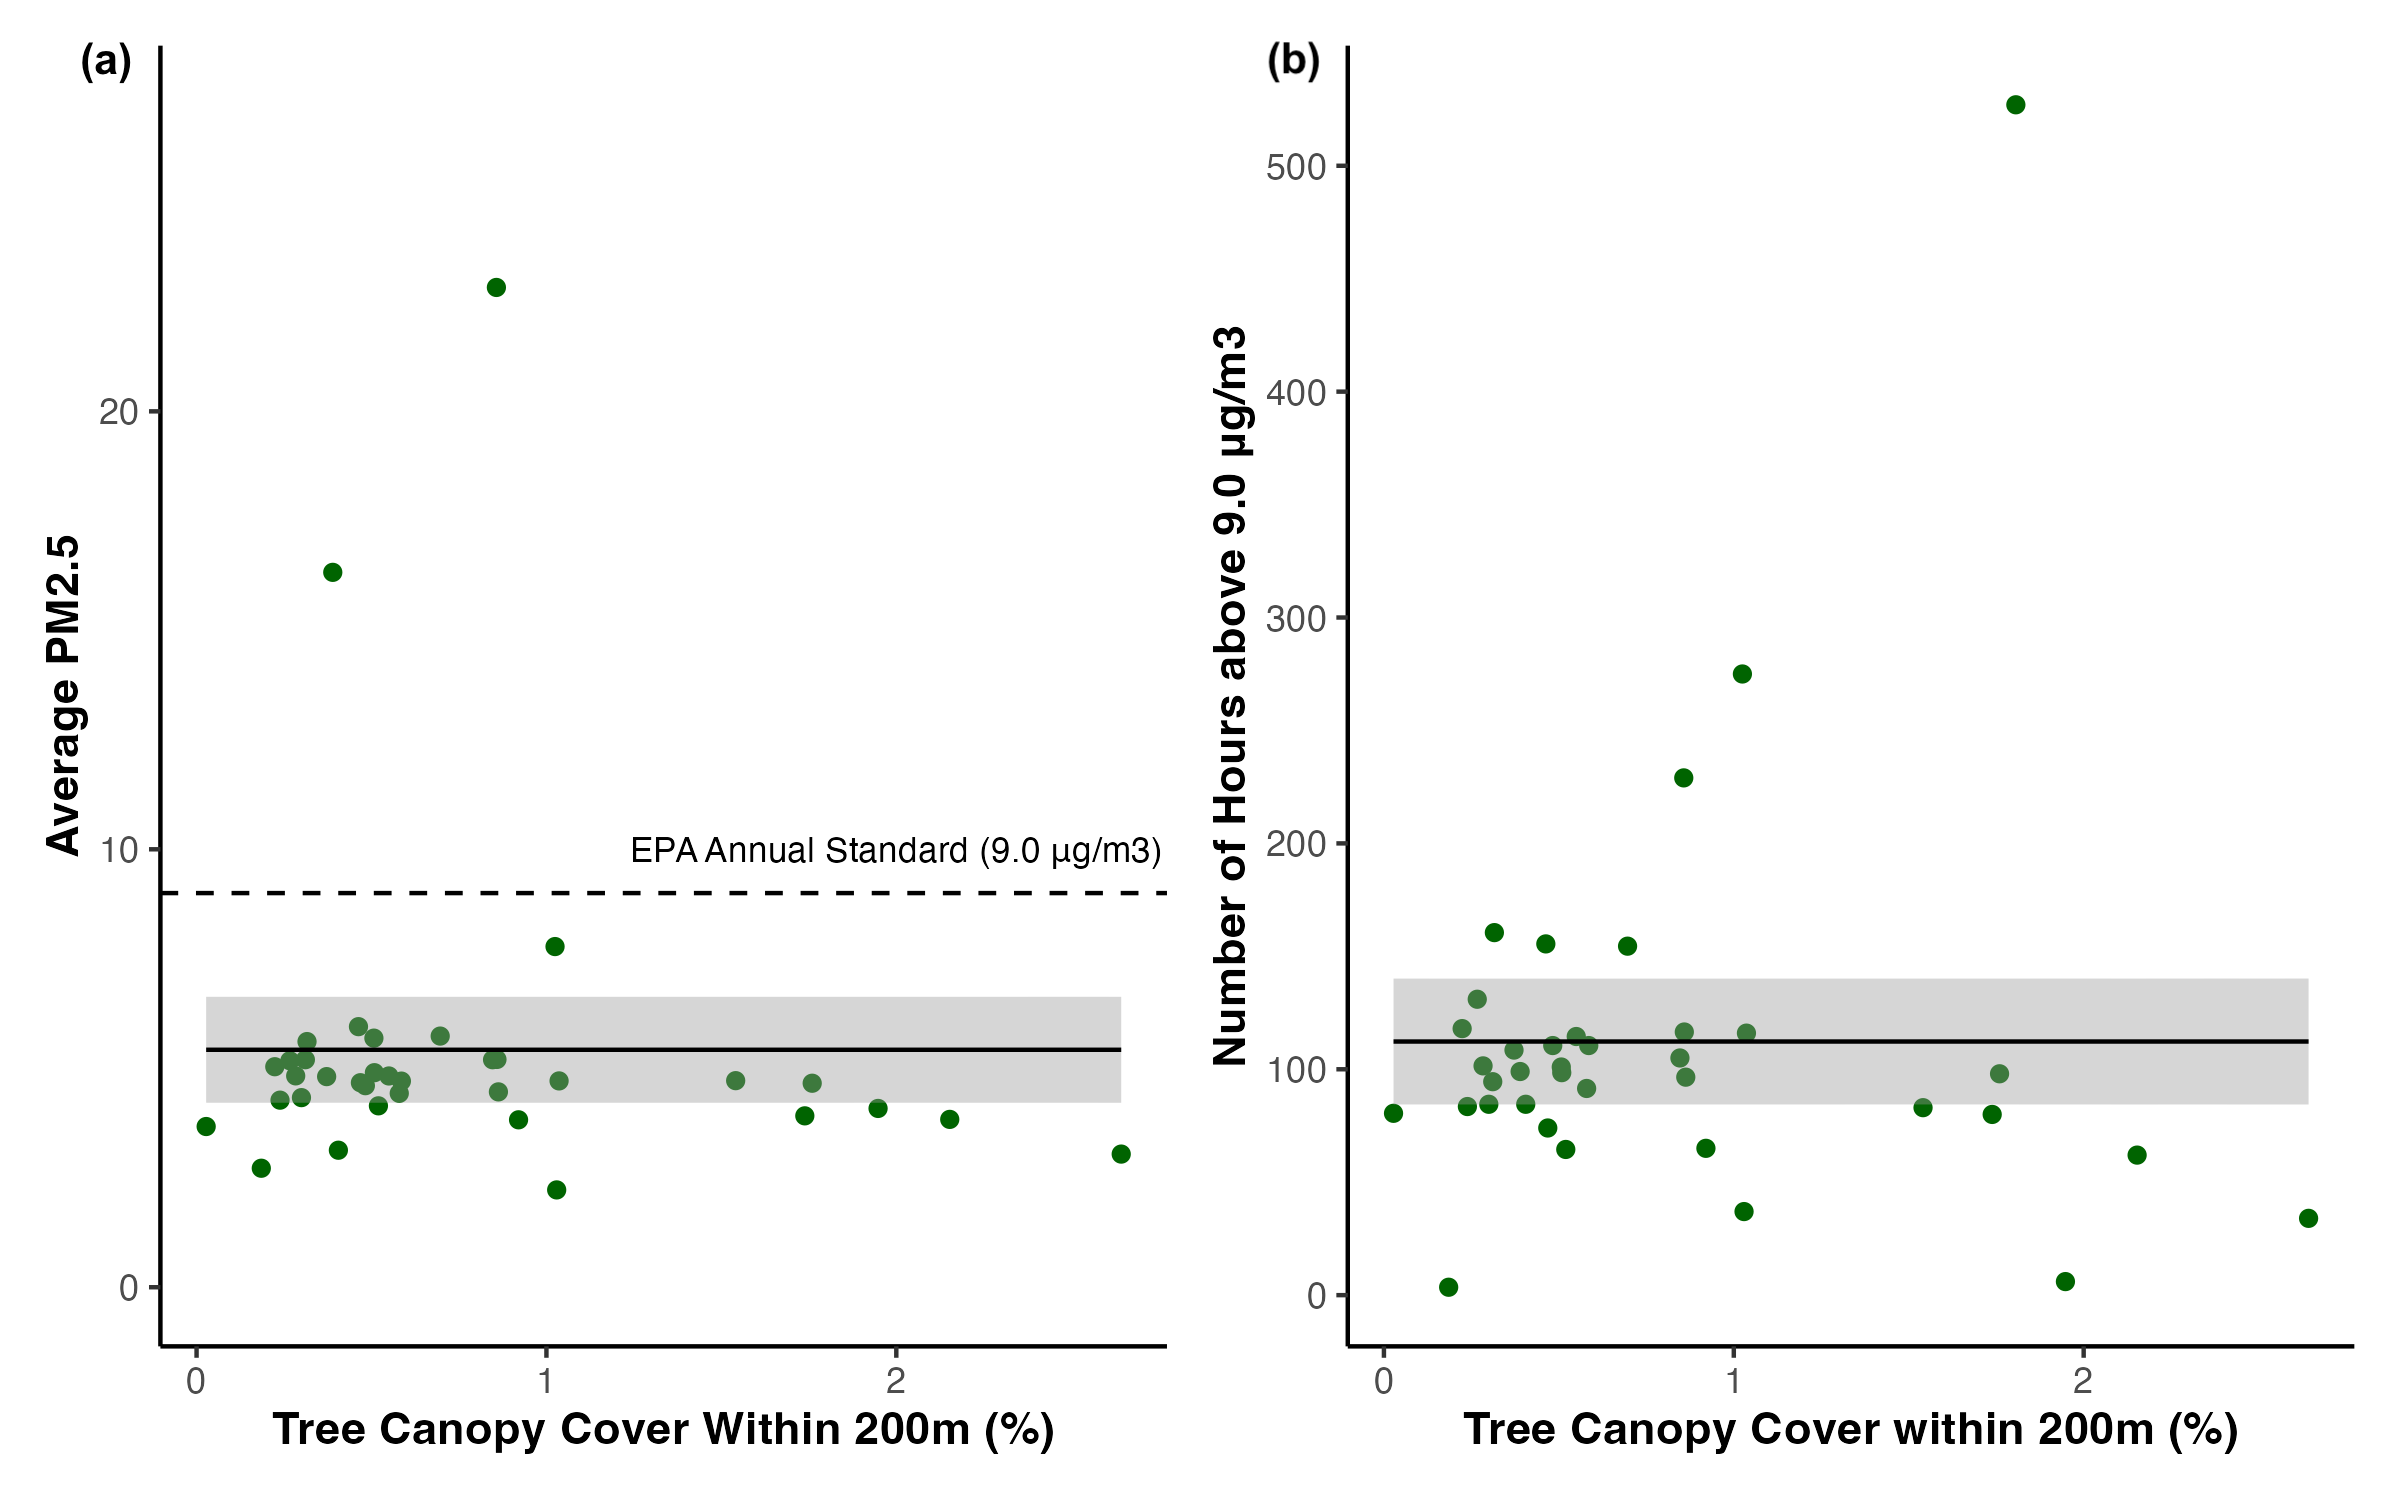 (a)
Average PM2.5
20
10
0
EPA Annual Standard (9.0 µg/m3)
0 1 2
Tree Canopy Cover Within 200m (%)
(b)
Number of Hours above 9.0 µg/m3
500
400
300
200
100
0
0 1 2
Tree Canopy Cover within 200m (%)